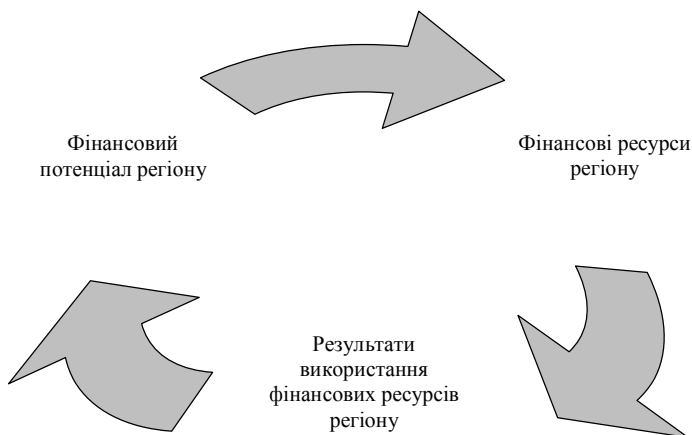 Фінансовий
потенціал регіону
Фінансові ресурси
регіону
Результати
використання
фінансових ресурсів
регіону